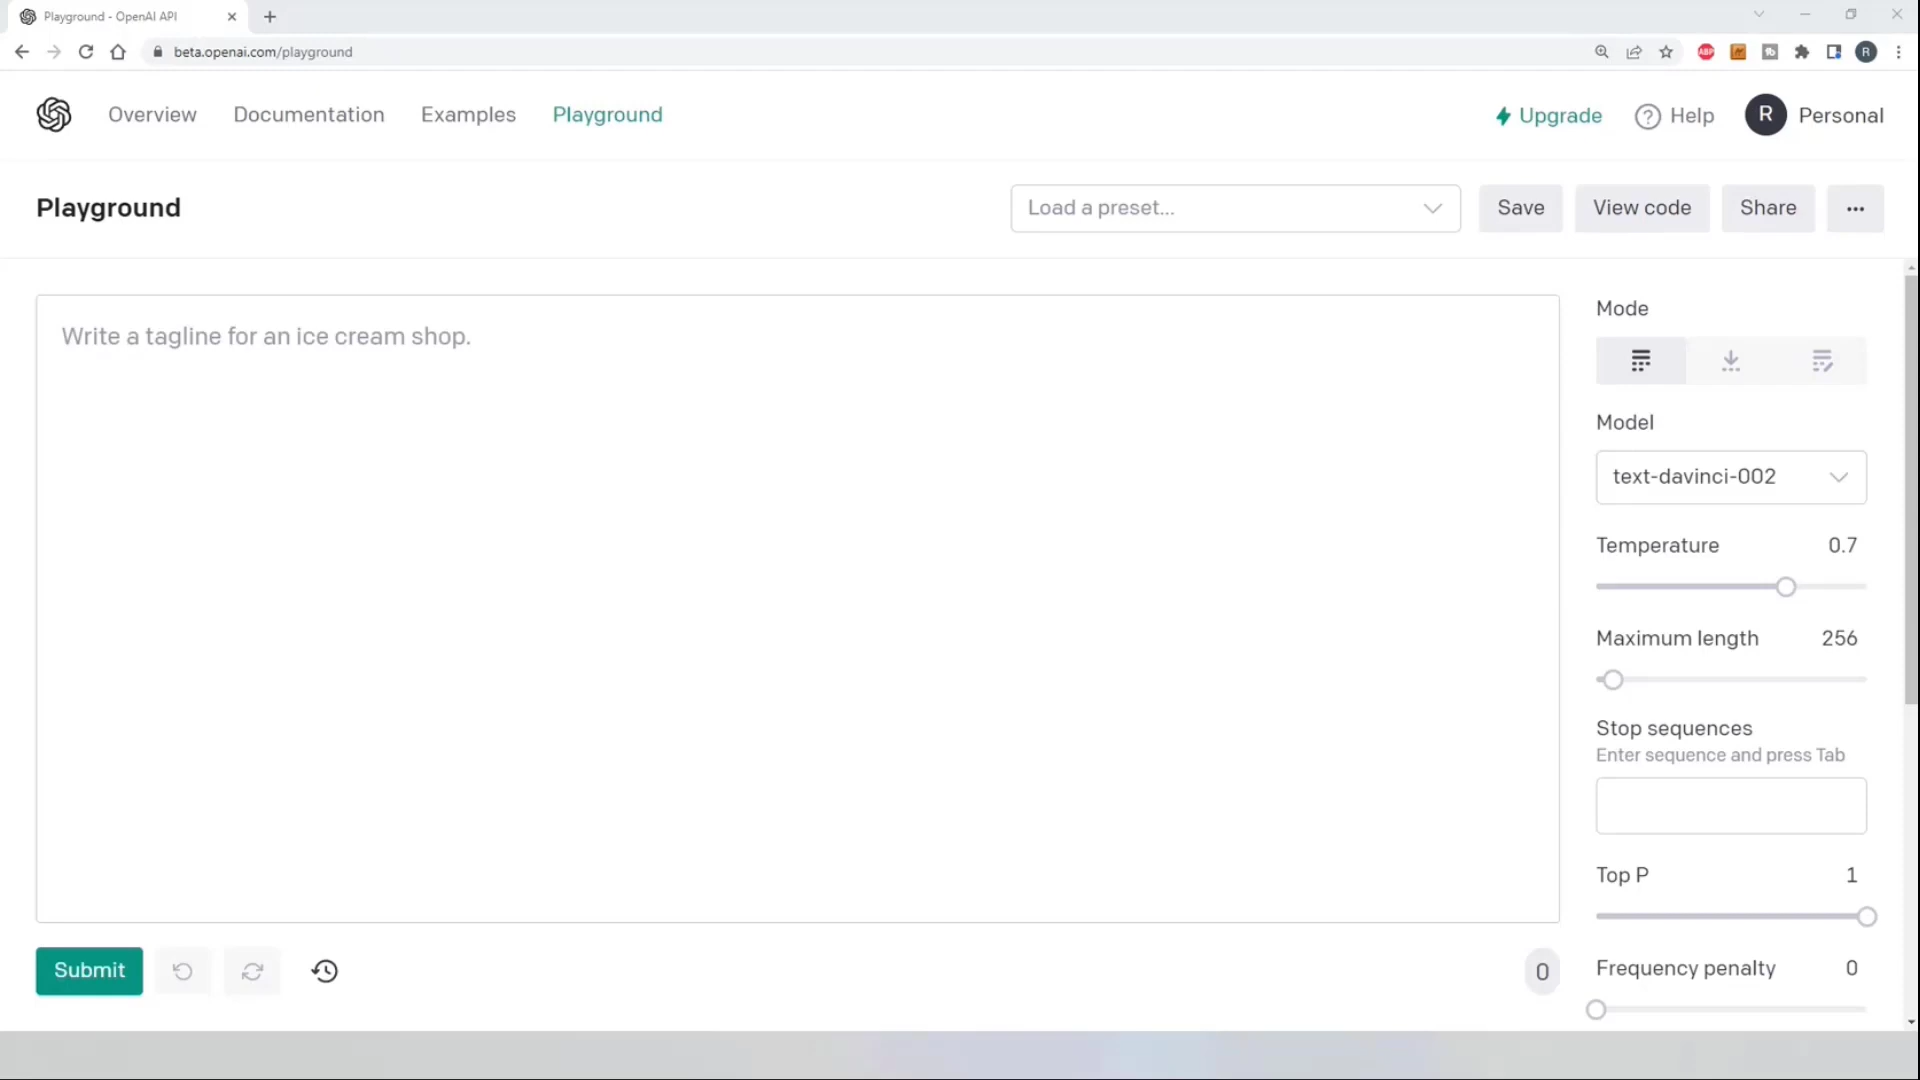 Playground - OpenAI API
beta.openai.com/playground
ABP
R
Overview
Documentation
Examples
Playground
Upgrade
? Help
R
Personal
Playground
Load a preset...
Save
View code
Share
...
Write a tagline for an ice cream shop.
Mode
Model
text-davinci-002
Temperature 0.7
Maximum length 256
Stop sequences
Enter sequence and press Tab
Top P 1
Frequency penalty 0
Submit
0